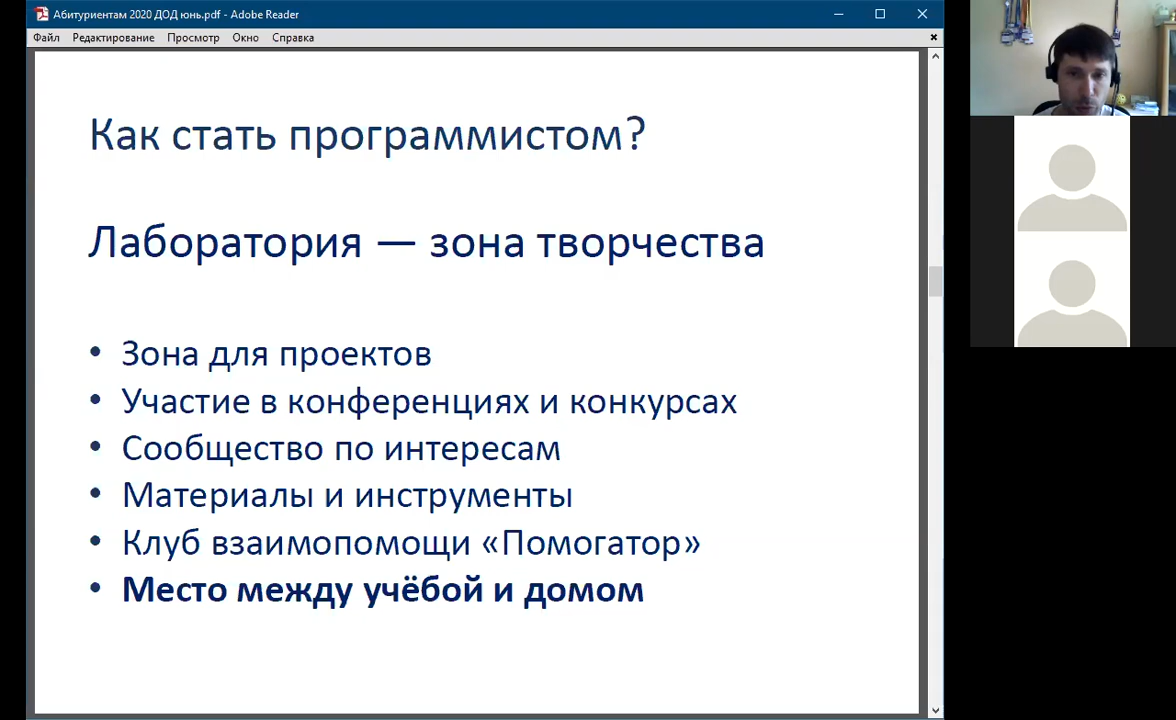 Абитуриентам 2020 ДОД юнь.pdf - Adobe Reader
Файл Редактирование Просмотр Окно Справка
Как стать программистом?
Лаборатория — зона творчества
• Зона для проектов
• Участие в конференциях и конкурсах
• Сообщество по интересам
• Материалы и инструменты
• Клуб взаимопомощи «Помогатор»
• Место между учёбой и домом